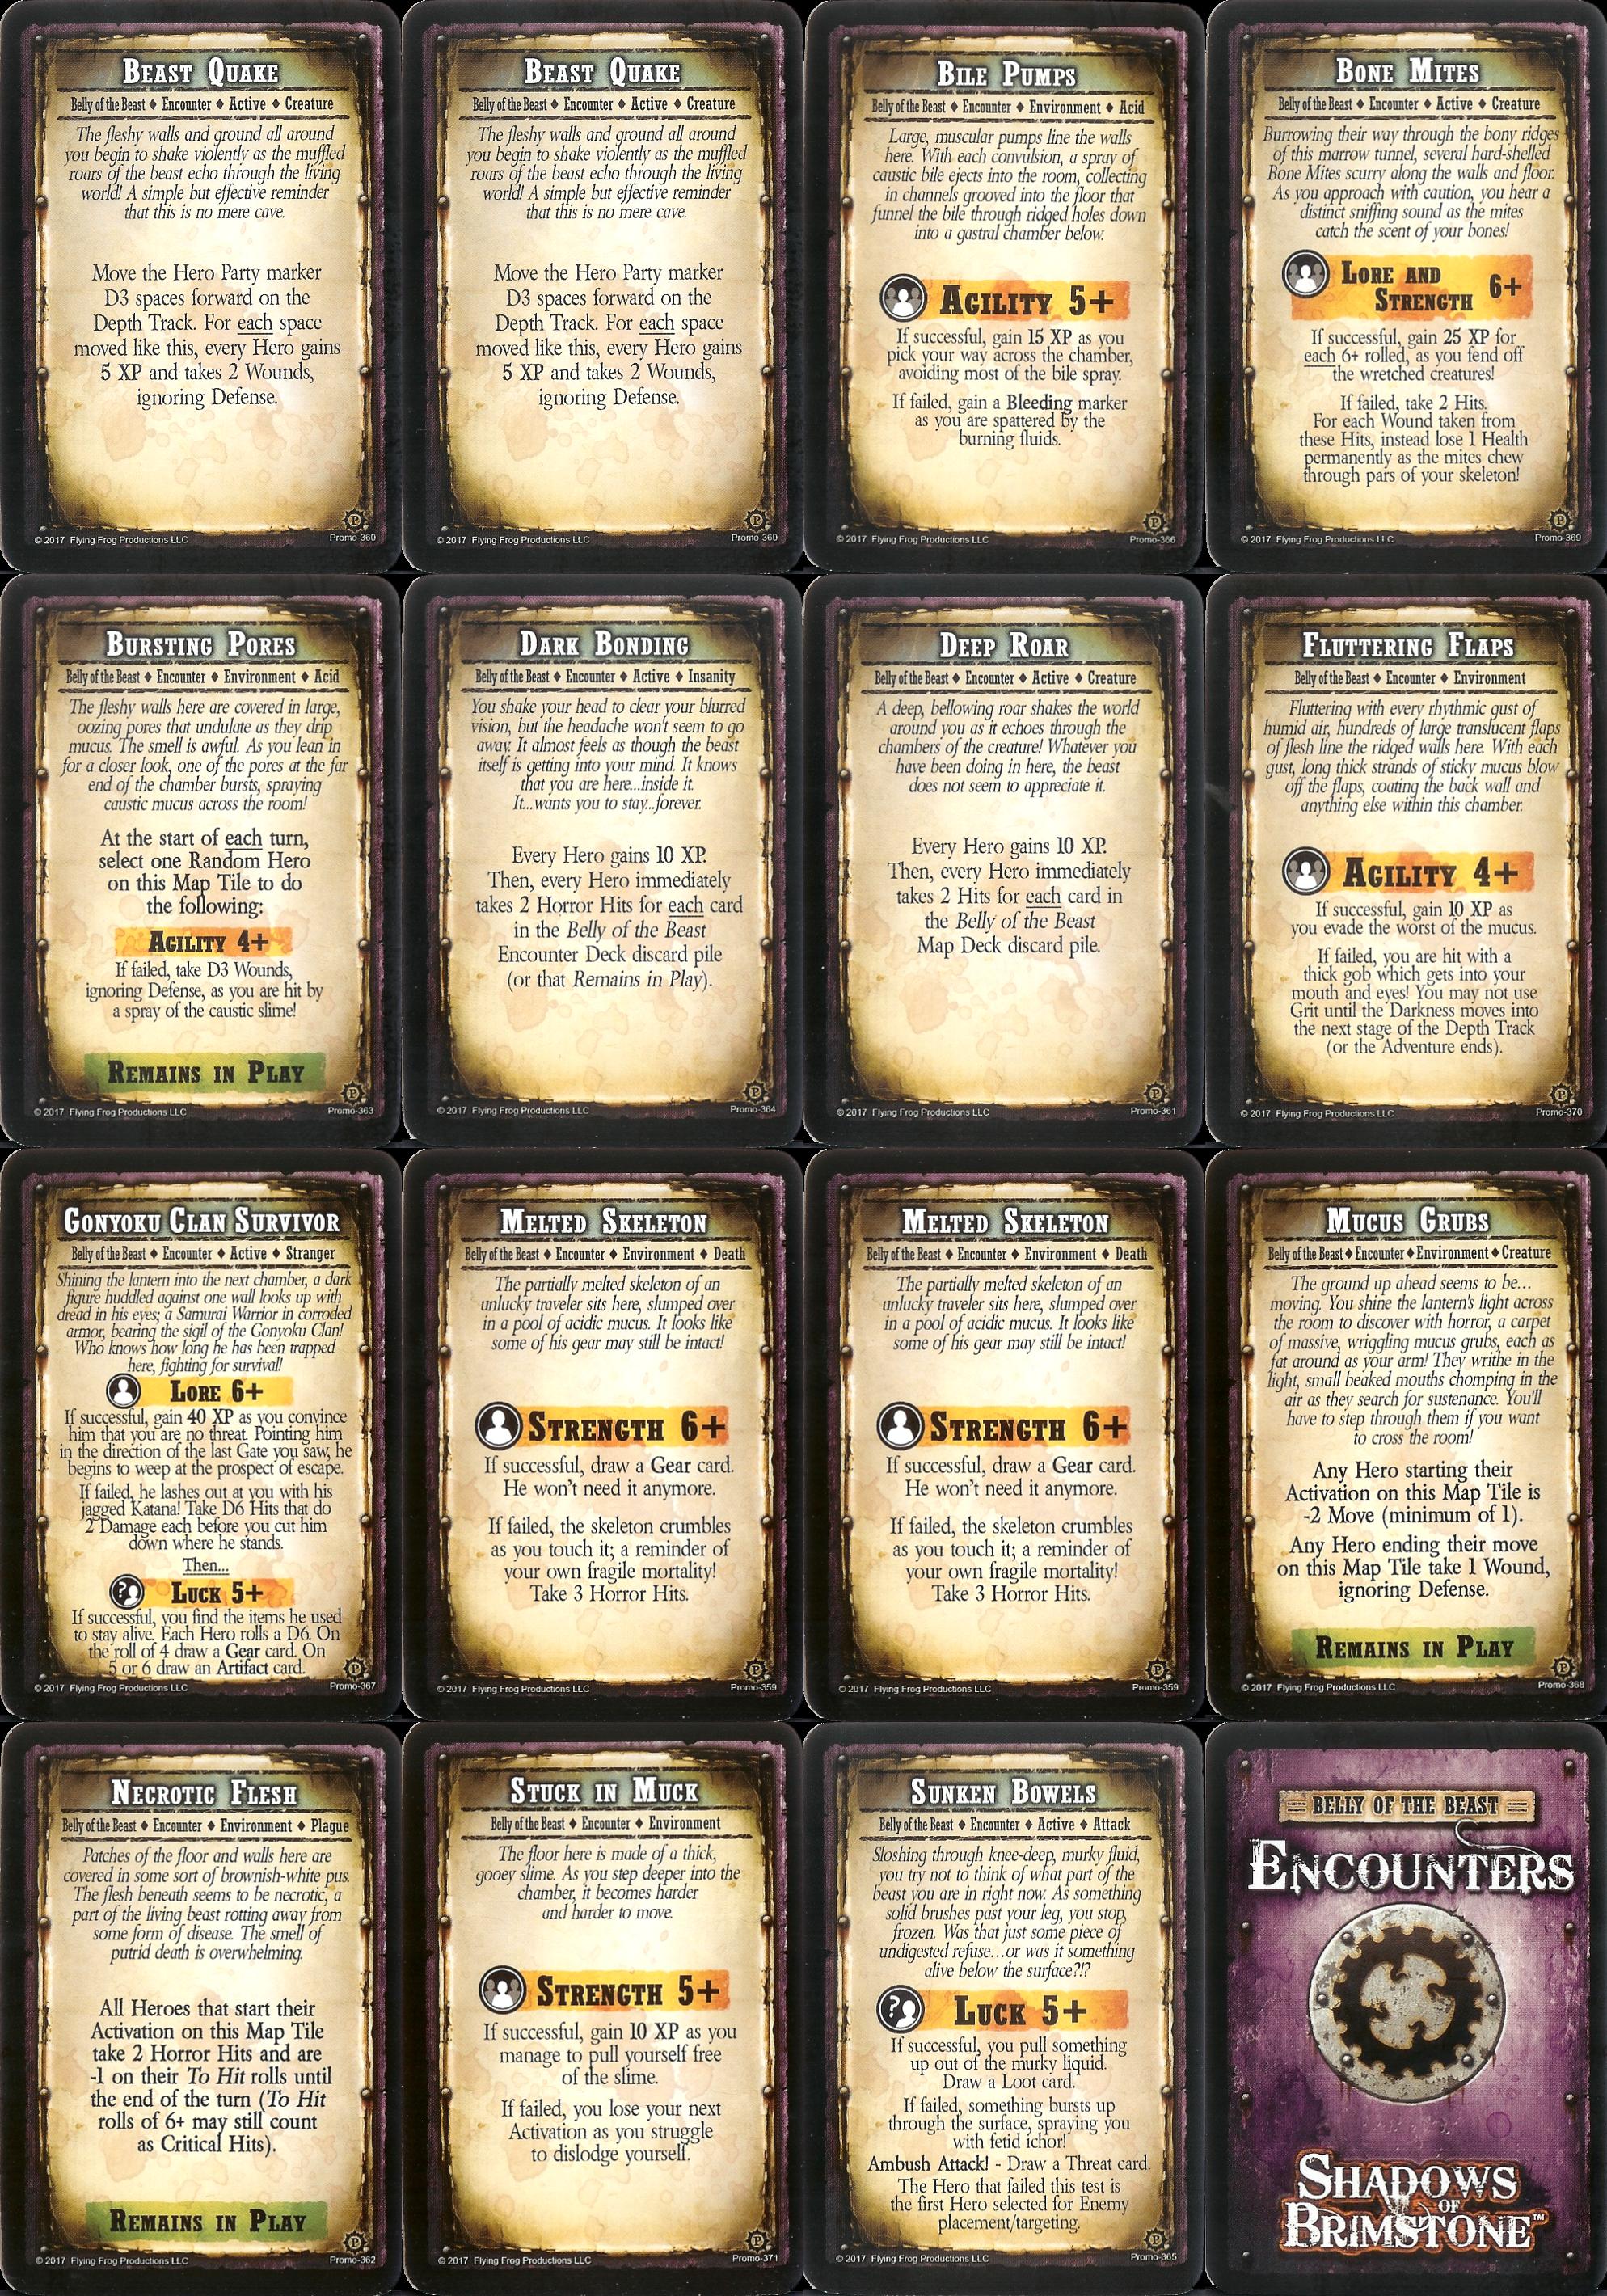 BEAST QUAKE
Belly of the Beast ♦ Encounter ♦ Active ♦ Creature
The fleshy walls and ground all around
you begin to shake violently as the muffled
roars of the beast echo through the living
world! A simple but effective reminder
that this is no mere cave.
Move the Hero Party marker
D3 spaces forward on the
Depth Track. For each space
moved like this, every Hero gains
5 XP and takes 2 Wounds,
ignoring Defense.
© 2017 Flying Frog Productions LLC
Promo-360
BEAST QUAKE
Belly of the Beast ♦ Encounter ♦ Active ♦ Creature
The fleshy walls and ground all around
you begin to shake violently as the muffled
roars of the beast echo through the living
world! A simple but effective reminder
that this is no mere cave.
Move the Hero Party marker
D3 spaces forward on the
Depth Track. For each space
moved like this, every Hero gains
5 XP and takes 2 Wounds,
ignoring Defense.
© 2017 Flying Frog Productions LLC
Promo-360
BILE PUMPS
Belly of the Beast ♦ Encounter ♦ Environment ♦ Acid
Large, muscular pumps line the walls
here. With each convulsion, a spray of
caustic bile ejects into the room, collecting
in channels grooved into the floor that
funnel the bile through ridged holes down
into a gastral chamber below.
AGILITY 5+
If successful, gain 15 XP as you
pick your way across the chamber,
avoiding most of the bile spray.
If failed, gain a Bleeding marker
as you are spattered by the
burning fluids.
© 2017 Flying Frog Productions LLC
Promo-366
BONE MITES
Belly of the Beast ♦ Encounter ♦ Active ♦ Creature
Burrowing their way through the bony ridges
of this marrow tunnel, several hard-shelled
Bone Mites scurry along the walls and floor.
As you approach with caution, you hear a
distinct sniffing sound as the mites
catch the scent of your bones!
LORE AND
STRENGTH 6+
If successful, gain 25 XP for
each 6+ rolled, as you fend off
the wretched creatures!
If failed, take 2 Hits.
For each Wound taken from
these Hits, instead lose 1 Health
permanently as the mites chew
through pars of your skeleton!
© 2017 Flying Frog Productions LLC
Promo-369
BURSTING PORES
Belly of the Beast ♦ Encounter ♦ Environment ♦ Acid
The fleshy walls here are covered in large,
oozing pores that undulate as they drip
mucus. The smell is awful. As you lean in
for a closer look, one of the pores at the far
end of the chamber bursts, spraying
caustic mucus across the room!
At the start of each turn,
select one Random Hero
on this Map Tile to do
the following:
AGILITY 4+
If failed, take D3 Wounds,
ignoring Defense, as you are hit by
a spray of the caustic slime!
REMAINS IN PLAY
© 2017 Flying Frog Productions LLC
Promo-363
DARK BONDING
Belly of the Beast ♦ Encounter ♦ Active ♦ Insanity
You shake your head to clear your blurred
vision, but the headache won't seem to go
away. It almost feels as though the beast
itself is getting into your mind. It knows
that you are here...inside it.
It...wants you to stay...forever.
Every Hero gains 10 XP.
Then, every Hero immediately
takes 2 Horror Hits for each card
in the Belly of the Beast
Encounter Deck discard pile
(or that Remains in Play).
© 2017 Flying Frog Productions LLC
Promo-364
DEEP ROAR
Belly of the Beast ♦ Encounter ♦ Active ♦ Creature
A deep, bellowing roar shakes the world
around you as it echoes through the
chambers of the creature! Whatever you
have been doing in here, the beast
does not seem to appreciate it.
Every Hero gains 10 XP.
Then, every Hero immediately
takes 2 Hits for each card in
the Belly of the Beast
Map Deck discard pile.
© 2017 Flying Frog Productions LLC
Promo-361
FLUTTERING FLAPS
Belly of the Beast ♦ Encounter ♦ Environment
Fluttering with every rhythmic gust of
humid air, hundreds of large translucent flaps
of flesh line the ridged walls here. With each
gust, long thick strands of sticky mucus blow
off the flaps, coating the back wall and
anything else within this chamber.
AGILITY 4+
If successful, gain 10 XP as
you evade the worst of the mucus.
If failed, you are hit with a
thick gob which gets into your
mouth and eyes! You may not use
Grit until the Darkness moves into
the next stage of the Depth Track
(or the Adventure ends).
© 2017 Flying Frog Productions LLC
Promo-370
GONYOKU CLAN SURVIVOR
Belly of the Beast ♦ Encounter ♦ Active ♦ Stranger
Shining the lantern into the next chamber, a dark
figure huddled against one wall looks up with
dread in his eyes; a Samurai Warrior in corroded
armor, bearing the sigil of the Gonyoku Clan!
Who knows how long he has been trapped
here, fighting for survival!
LORE 6+
If successful, gain 40 XP as you convince
him that you are no threat. Pointing him
in the direction of the last Gate you saw, he
begins to weep at the prospect of escape.
If failed, he lashes out at you with his
jagged Katana! Take D6 Hits that do
2 Damage each before you cut him
down where he stands.
Then...
LUCK 5+
If successful, you find the items he used
to stay alive. Each Hero rolls a D6. On
the roll of 4 draw a Gear card. On
5 or 6 draw an Artifact card.
© 2017 Flying Frog Productions LLC
Promo-367
MELTED SKELETON
Belly of the Beast ♦ Encounter ♦ Environment ♦ Death
The partially melted skeleton of an
unlucky traveler sits here, slumped over
in a pool of acidic mucus. It looks like
some of his gear may still be intact!
STRENGTH 6+
If successful, draw a Gear card.
He won't need it anymore.
If failed, the skeleton crumbles
as you touch it; a reminder of
your own fragile mortality!
Take 3 Horror Hits.
© 2017 Flying Frog Productions LLC
Promo-359
MELTED SKELETON
Belly of the Beast ♦ Encounter ♦ Environment ♦ Death
The partially melted skeleton of an
unlucky traveler sits here, slumped over
in a pool of acidic mucus. It looks like
some of his gear may still be intact!
STRENGTH 6+
If successful, draw a Gear card.
He won't need it anymore.
If failed, the skeleton crumbles
as you touch it; a reminder of
your own fragile mortality!
Take 3 Horror Hits.
© 2017 Flying Frog Productions LLC
Promo-359
MUCUS GRUBS
Belly of the Beast ♦ Encounter ♦ Environment ♦ Creature
The ground up ahead seems to be...
moving. You shine the lantern's light across
the room to discover with horror, a carpet
of massive, wriggling mucus grubs, each as
fat around as your arm! They writhe in the
light, small beaked mouths chomping in the
air as they search for sustenance. You'll
have to step through them if you want
to cross the room!
Any Hero starting their
Activation on this Map Tile is
-2 Move (minimum of 1).
Any Hero ending their move
on this Map Tile take 1 Wound,
ignoring Defense.
REMAINS IN PLAY
© 2017 Flying Frog Productions LLC
Promo-368
NECROTIC FLESH
Belly of the Beast ♦ Encounter ♦ Environment ♦ Plague
Patches of the floor and walls here are
covered in some sort of brownish-white pus.
The flesh beneath seems to be necrotic, a
part of the living beast rotting away from
some form of disease. The smell of
putrid death is overwhelming.
All Heroes that start their
Activation on this Map Tile
take 2 Horror Hits and are
-1 on their To Hit rolls until
the end of the turn (To Hit
rolls of 6+ may still count
as Critical Hits).
REMAINS IN PLAY
© 2017 Flying Frog Productions LLC
Promo-362
STUCK IN MUCK
Belly of the Beast ♦ Encounter ♦ Environment
The floor here is made of a thick,
gooey slime. As you step deeper into the
chamber, it becomes harder
and harder to move.
STRENGTH 5+
If successful, gain 10 XP as you
manage to pull yourself free
of the slime.
If failed, you lose your next
Activation as you struggle
to dislodge yourself.
© 2017 Flying Frog Productions LLC
Promo-371
SUNKEN BOWELS
Belly of the Beast ♦ Encounter ♦ Active ♦ Attack
Sloshing through knee-deep, murky fluid,
you try not to think of what part of the
beast you are in right now. As something
solid brushes past your leg, you stop,
frozen. Was that just some piece of
undigested refuse...or was it something
alive below the surface?!?
LUCK 5+
If successful, you pull something
up out of the murky liquid.
Draw a Loot card.
If failed, something bursts up
through the surface, spraying you
with fetid ichor!
Ambush Attack! - Draw a Threat card.
The Hero that failed this test is
the first Hero selected for Enemy
placement/targeting.
© 2017 Flying Frog Productions LLC
Promo-365
BELLY OF THE BEAST
ENCOUNTERS
SHADOWS
OF
BRIMSTONE™